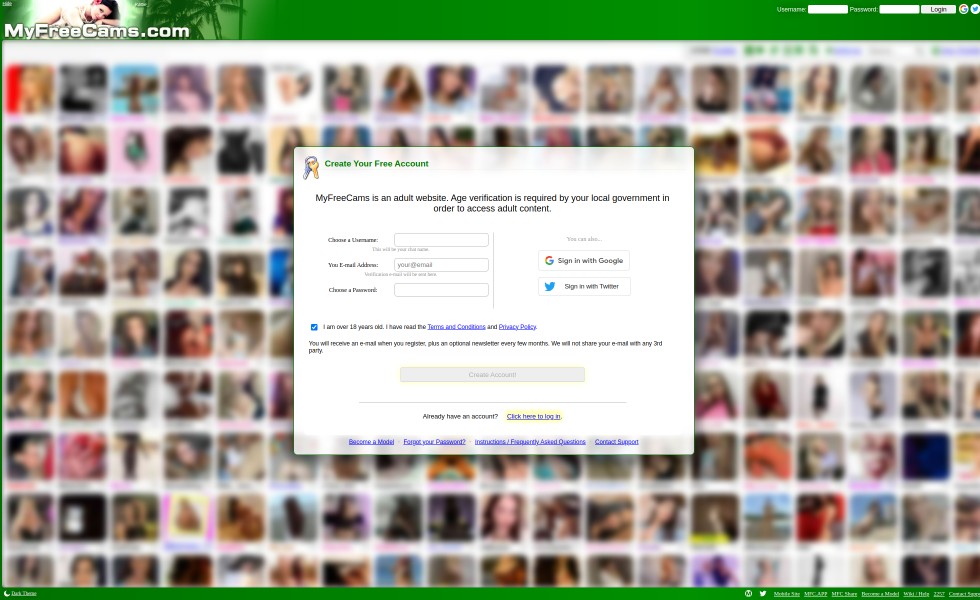 Username: Password: Login
MyFreeCams.com
Create Your Free Account
MyFreeCams is an adult website. Age verification is required by your local government in
order to access adult content.
Choose a Username:
This will be your chat name.
You E-mail Address: your@email
Verification e-mail will be sent here.
Choose a Password:
You can also...
Sign in with Google
Sign in with Twitter
I am over 18 years old. I have read the Terms and Conditions and Privacy Policy.
You will receive an e-mail when you register, plus an optional newsletter every few months. We will not share your e-mail with any 3rd
party.
Create Account!
Already have an account? Click here to log in.
Become a Model · Forgot your Password? · Instructions / Frequently Asked Questions · Contact Support
Dark Theme
Mobile Site MFC.APP MFC Share Become a Model Wiki / Help 2257 Contact